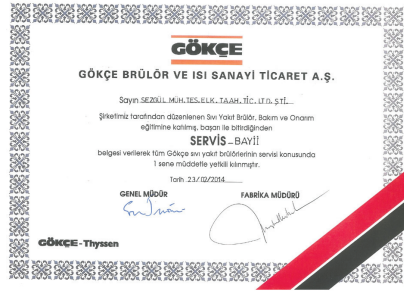 GÖKÇE
GÖKÇE BRÜLÖR VE ISI SANAYİ TİCARET A.Ş.
Sayın SEZGÜL MÜH.TES.ELK.TAAH.TİC.LTD.ŞTİ.
Şirketimiz tarafından düzenlenen Sıvı Yakıt Brülör, Bakım ve Onarım
eğitimine katılmış, başarı ile bitirdiğinden
SERVİS - BAYİİ
belgesi verilerek tüm Gökçe sıvı yakıt brülörlerinin servisi konusunda
1 sene müddetle yetkili kılınmıştır.
Tarih 23/02/2014
GENEL MÜDÜR FABRİKA MÜDÜRÜ
GÖKÇE - Thyssen